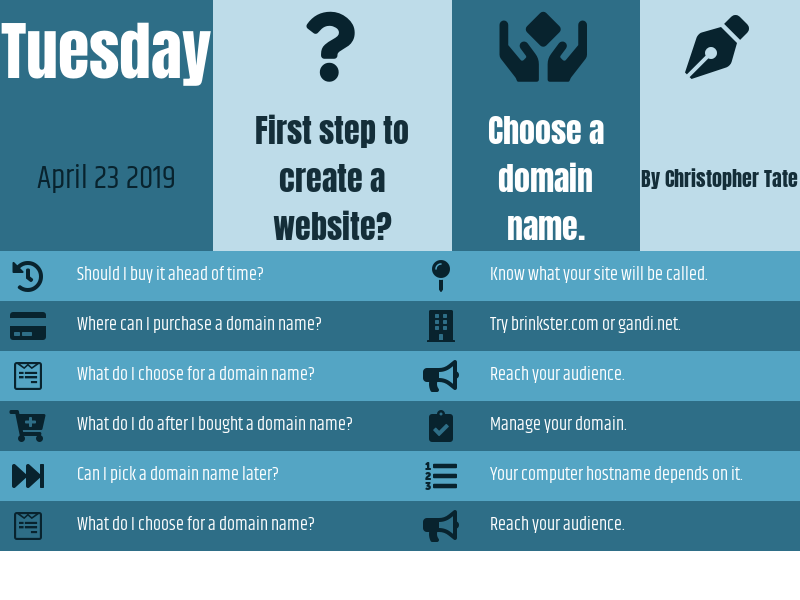 Tuesday
April 23 2019
First step to
create a
website?
Choose a
domain
name.
By Christopher Tate
Should I buy it ahead of time?
Know what your site will be called.
Where can I purchase a domain name?
Try brinkster.com or gandi.net.
What do I choose for a domain name?
Reach your audience.
What do I do after I bought a domain name?
Manage your domain.
Can I pick a domain name later?
Your computer hostname depends on it.
What do I choose for a domain name?
Reach your audience.